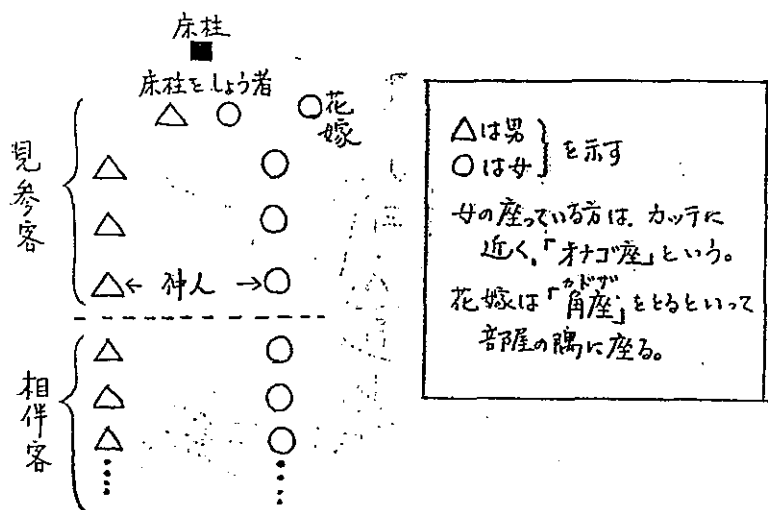 床柱
床柱をしょう者
花嫁
見参客
仲人
相伴客
△は男
○は女
を示す
女の座っている方は、カッテに
近く、「オナゴ座」という。
カドザ
花嫁は「角座」をとるといって
部屋の隅に座る。